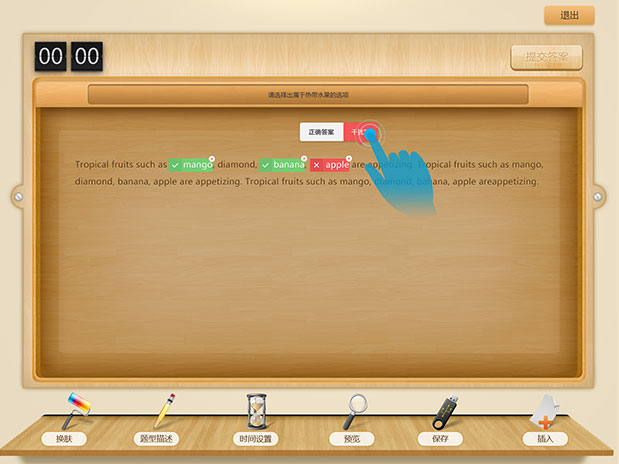 退出
00 00
提交答案
请选择出属于热带水果的选项
正确答案
Tropical fruits such as mango, diamond, banana, apple are appetizing. Tropical fruits such as mango,
diamond, banana, apple are appetizing. Tropical fruits such as mango, diamond, banana, apple areappetizing.
换肤 题型描述 时间设置 预览 保存 插入